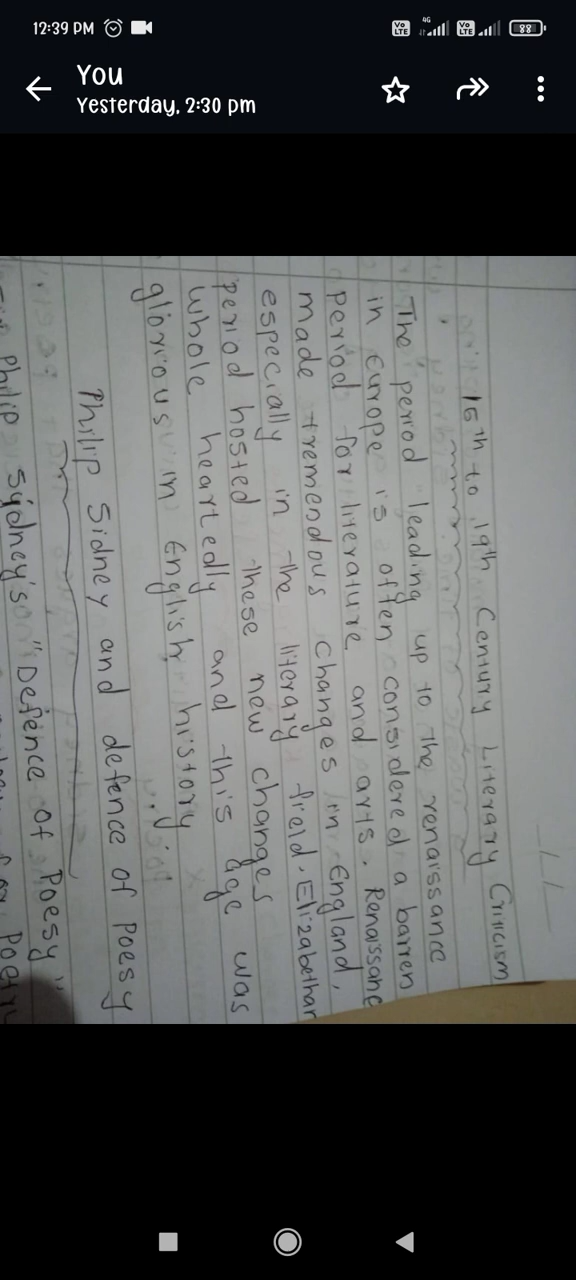 12:39 PM
4G
88
You
Yesterday, 2:30 pm
15th to 19th Century Literary Criticism
The period leading up to the renaissance
in Europe is often considered a barren
period for literature and arts. Renaissane
made tremendous changes in England,
especially in the literary field. Elizabethan
period hosted these new changes
whole heartedly and this age was
glorious in English history.
Philip Sidney and defence of poesy
Philip Sydney's "Defence of Poesy"